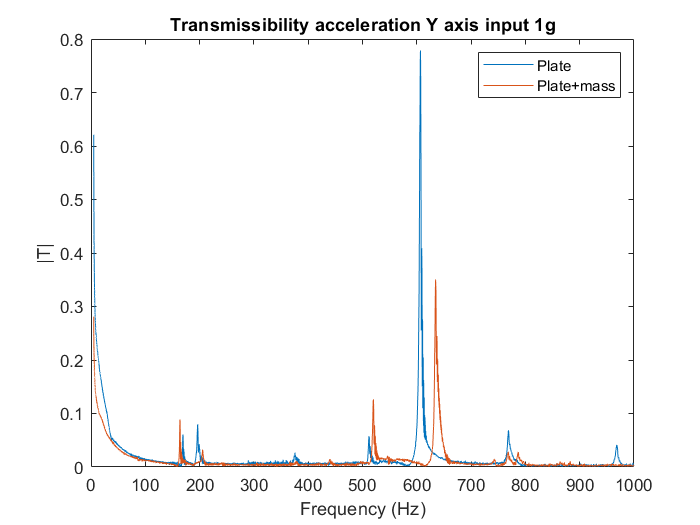 Transmissibility acceleration Y axis input 1g
0.8
0.7
0.6
0.5
0.4
0.3
0.2
0.1
0
|T|
Plate
Plate+mass
0 100 200 300 400 500 600 700 800 900 1000
Frequency (Hz)